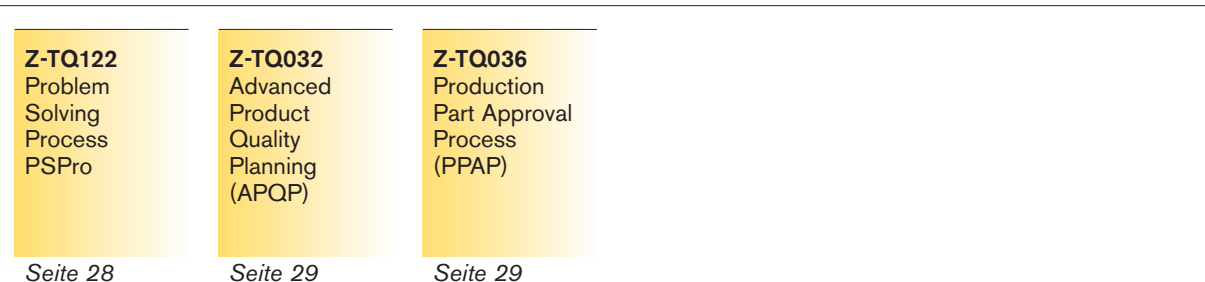 Z-TQ122
Problem
Solving
Process
PSPro
Seite 28
Z-TQ032
Advanced
Product
Quality
Planning
(APQP)
Seite 29
Z-TQ036
Production
Part Approval
Process
(PPAP)
Seite 29